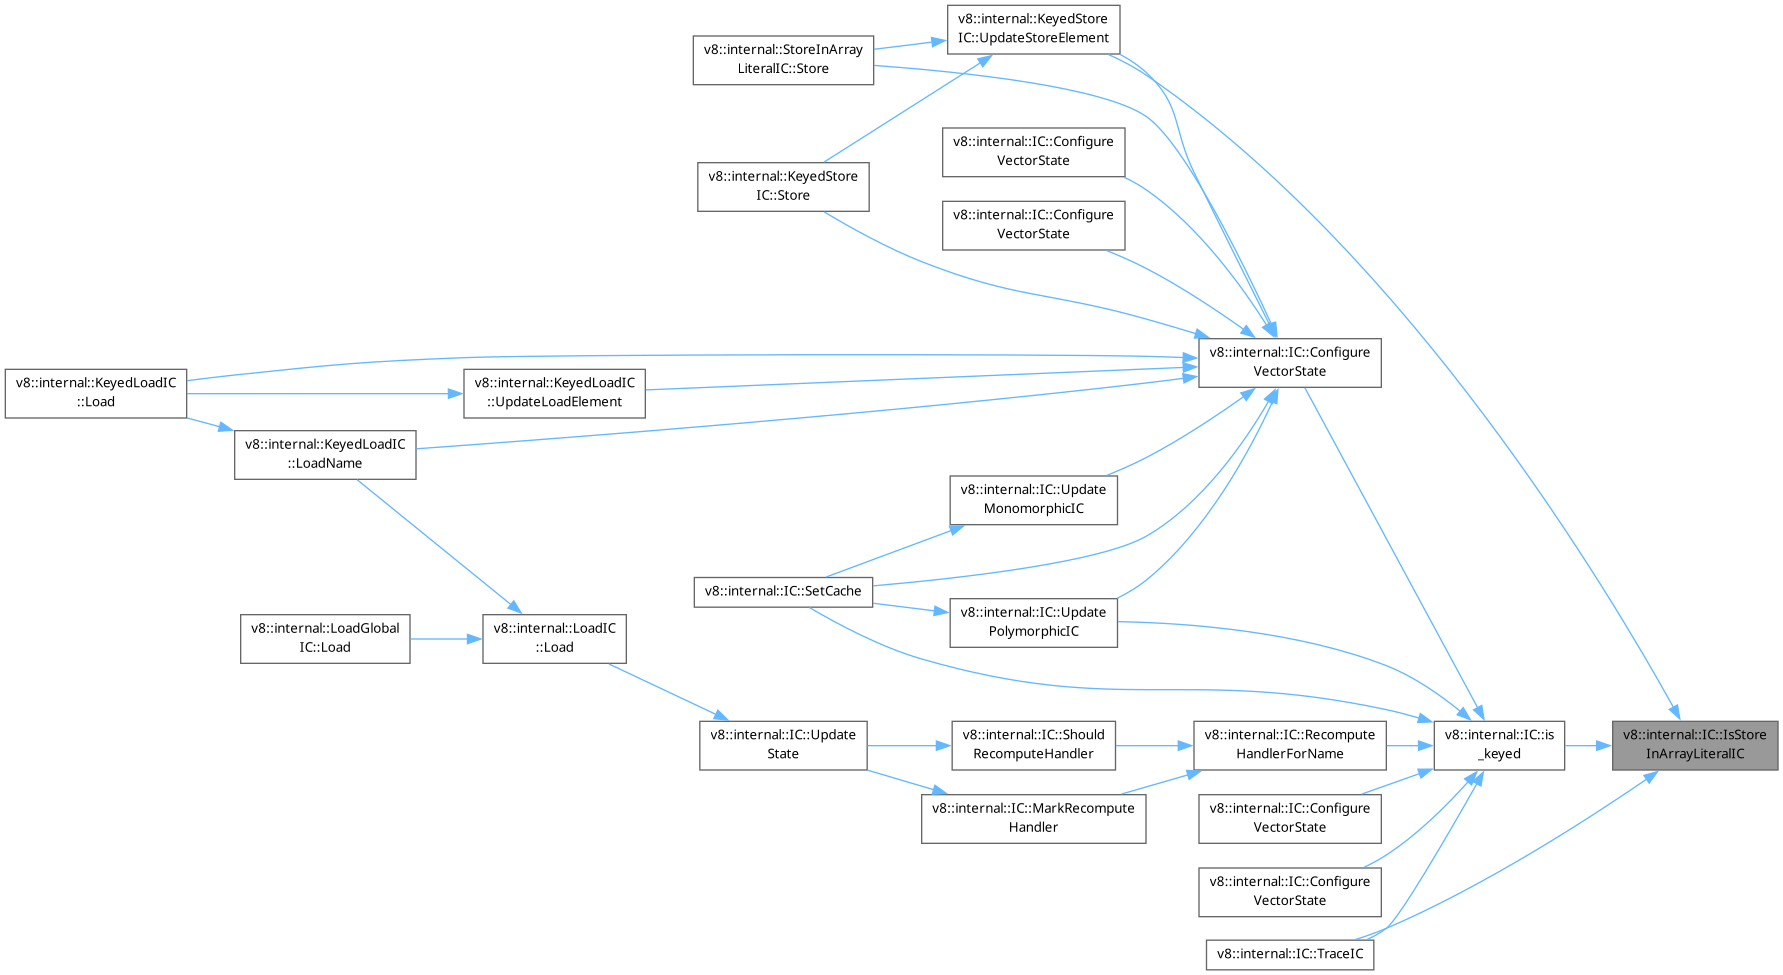 v8::internal::KeyedStore
IC::UpdateStoreElement
v8::internal::StoreInArray
LiteralIC::Store
v8::internal::IC::Configure
VectorState
v8::internal::KeyedStore
IC::Store
v8::internal::IC::Configure
VectorState
v8::internal::IC::Configure
VectorState
v8::internal::KeyedLoadIC
::Load
v8::internal::KeyedLoadIC
::UpdateLoadElement
v8::internal::KeyedLoadIC
::LoadName
v8::internal::IC::Update
MonomorphicIC
v8::internal::IC::SetCache
v8::internal::IC::Update
PolymorphicIC
v8::internal::LoadGlobal
IC::Load
v8::internal::LoadIC
::Load
v8::internal::IC::Update
State
v8::internal::IC::Should
RecomputeHandler
v8::internal::IC::Recompute
HandlerForName
v8::internal::IC::is
_keyed
v8::internal::IC::IsStore
InArrayLiteralIC
v8::internal::IC::MarkRecompute
Handler
v8::internal::IC::Configure
VectorState
v8::internal::IC::Configure
VectorState
v8::internal::IC::TraceIC